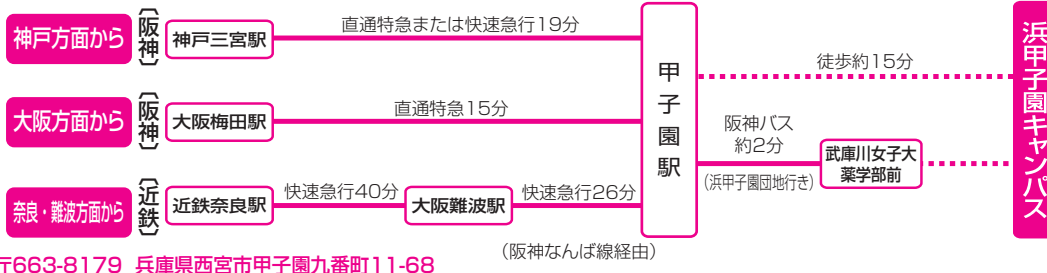 神戸方面から
〔阪神〕
神戸三宮駅
直通特急または快速急行19分
大阪方面から
〔阪神〕
大阪梅田駅
直通特急15分
奈良・難波方面から
〔近鉄〕
近鉄奈良駅
快速急行40分
大阪難波駅
快速急行26分
(阪神なんば線経由)
甲子園駅
徒歩約15分
阪神バス
約2分
(浜甲子園団地行き)
武庫川女子大
薬学部前
浜甲子園キャンパス
〒663-8179 兵庫県西宮市甲子園九番町11-68